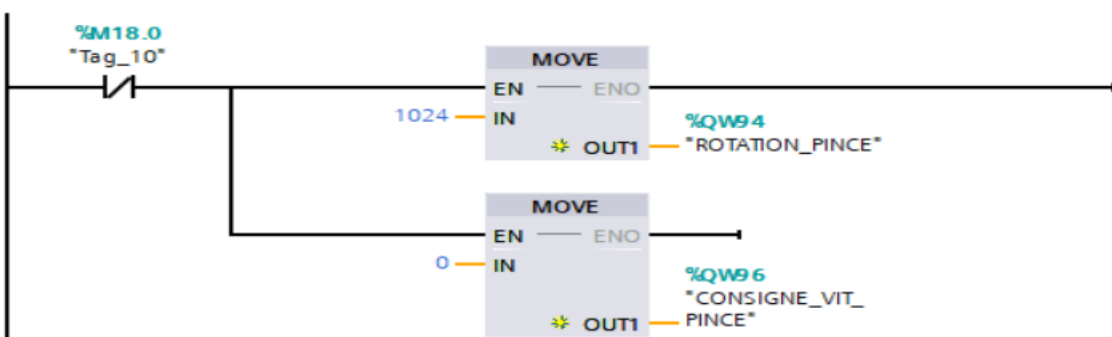 %M18.0
"Tag_10"
MOVE
EN ENO
1024 IN
%QW94
OUT1 "ROTATION_PINCE"
MOVE
EN ENO
0 IN
%QW96
"CONSIGNE_VIT_
OUT1 PINCE"